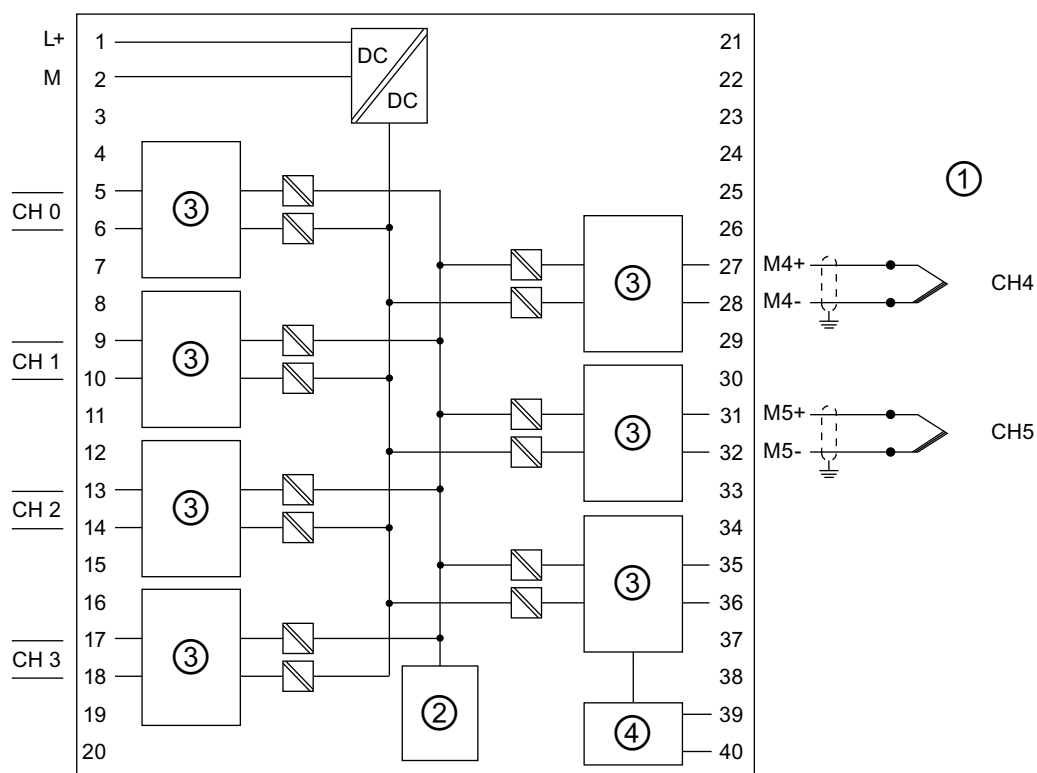 L+ 1 DC 21
M 2 DC 22
3 23
4 24
5 25 ①
CH 0 ③
6 26
7 27 M4+
③ CH4
8 28 M4-
9 29
CH 1 ③
10 30
11 31 M5+
③ CH5
12 32 M5-
13 33
CH 2 ③
14 34
15 35
③
16 36
17 37
CH 3 ③
18 38
19 39
② ④
20 40